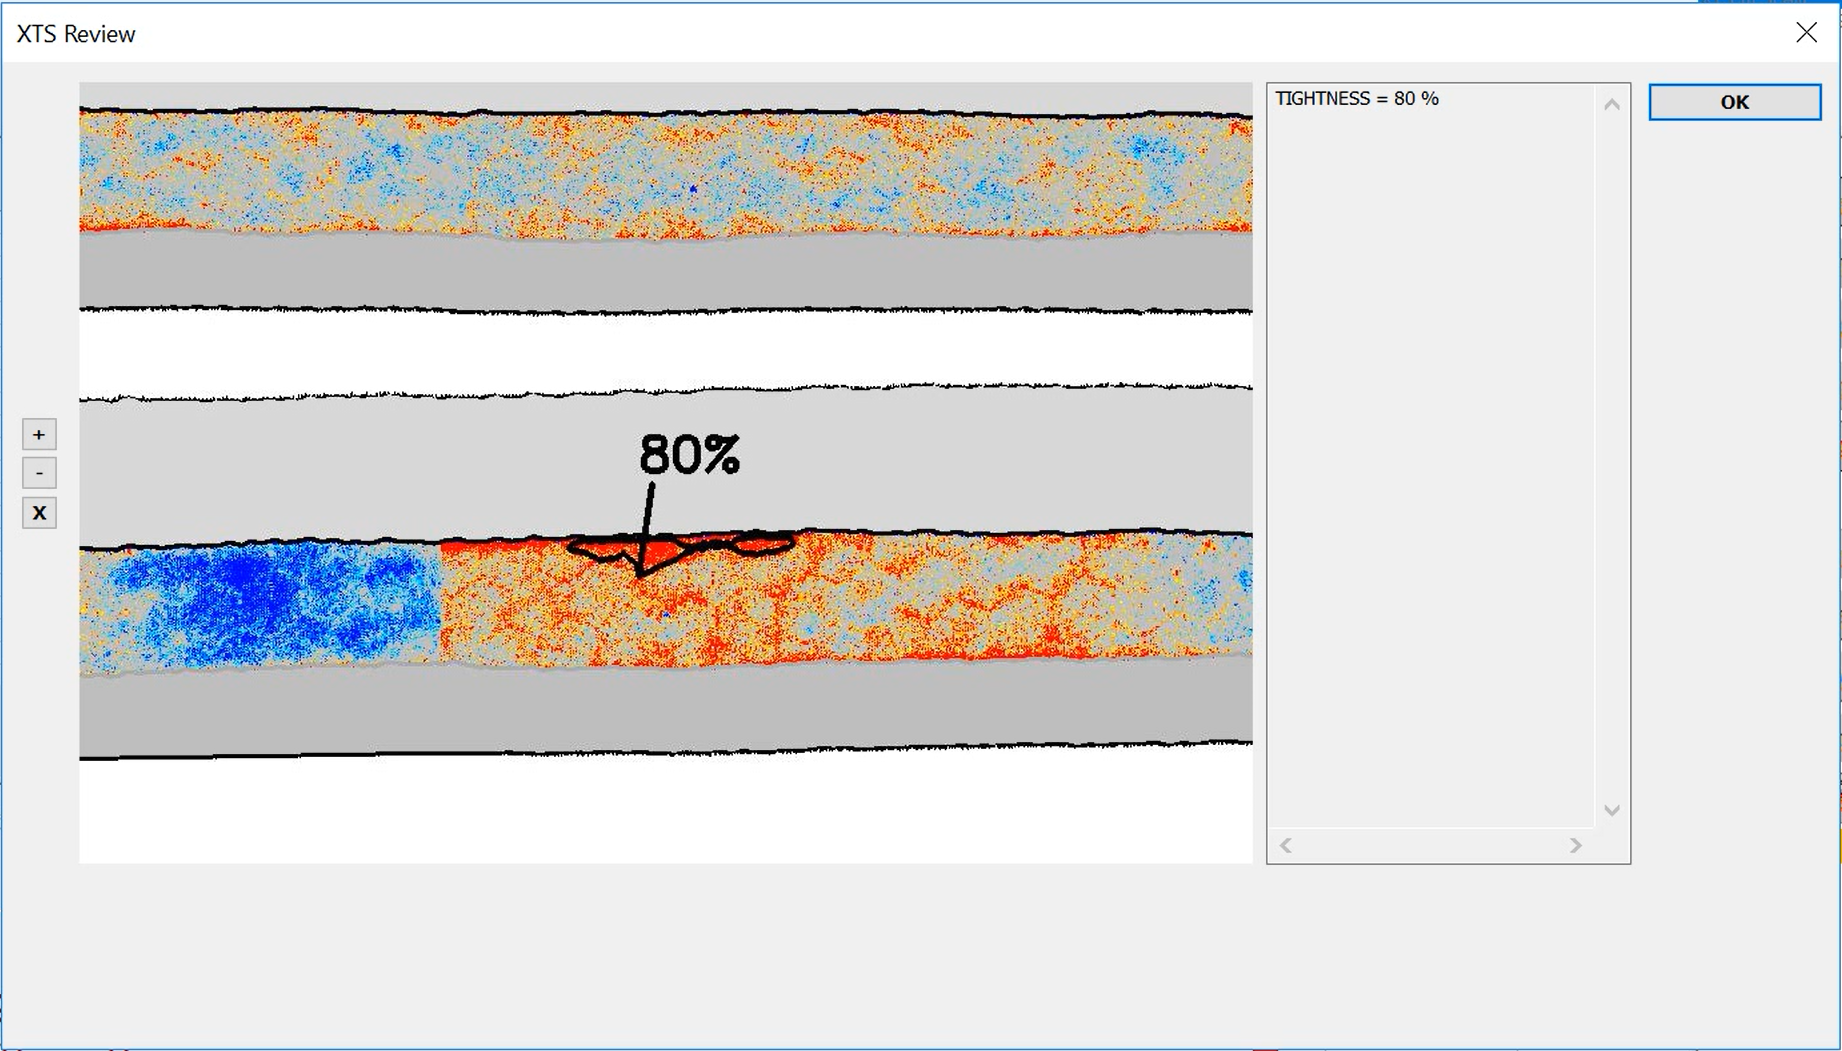 XTS Review
TIGHTNESS = 80 %
OK
+
-
X
80%